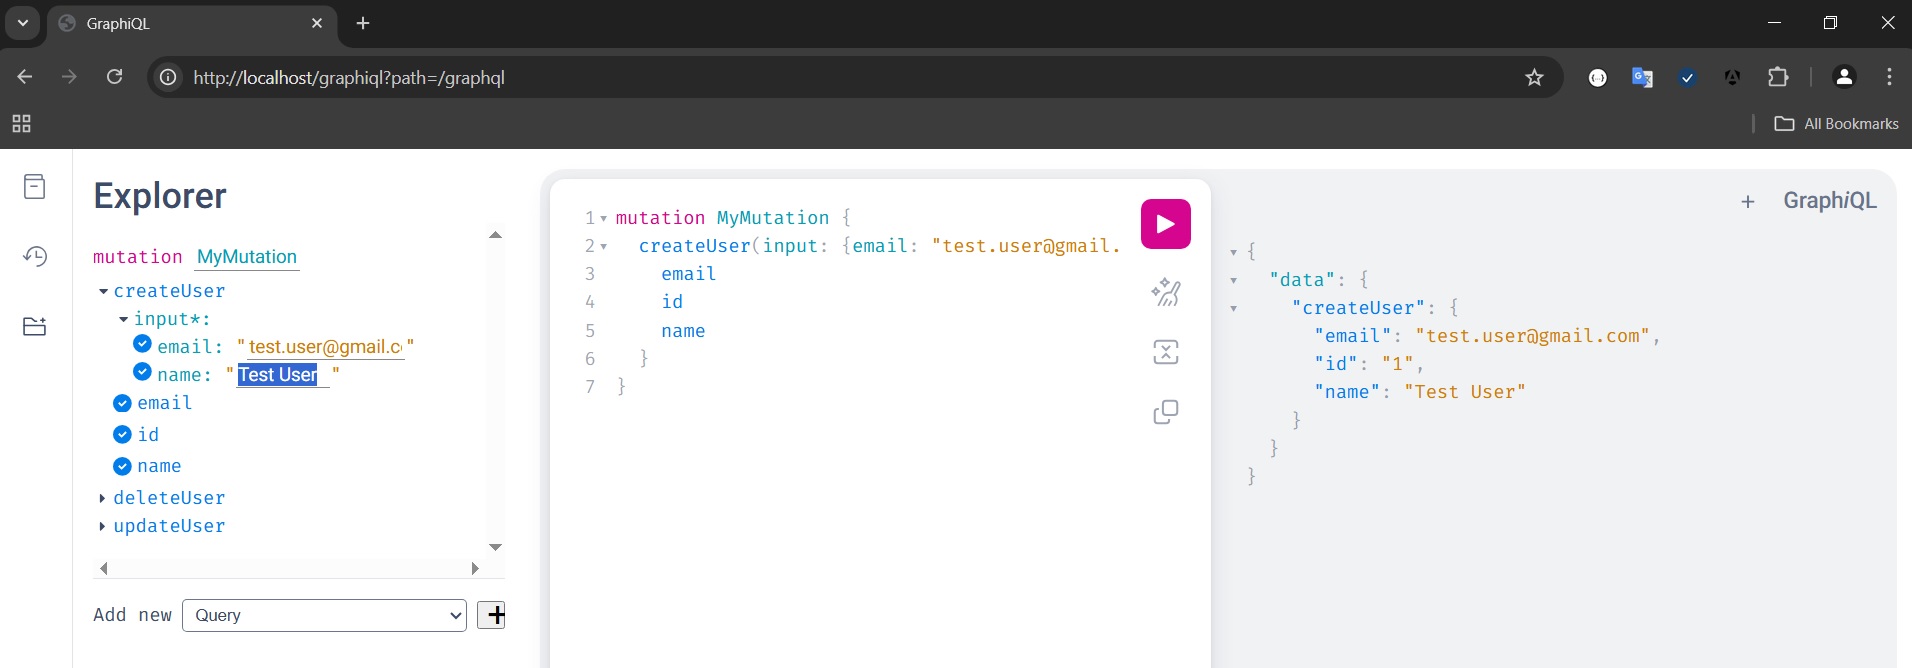 GraphiQL
http://localhost/graphiql?path=/graphql
All Bookmarks
Explorer
mutation MyMutation
createUser
input*:
email: "test.user@gmail.c"
name: "Test User"
email
id
name
deleteUser
updateUser
Add new Query +
1 mutation MyMutation {
2 createUser(input: {email: "test.user@gmail.
3 email
4 id
5 name
6 }
7 }
+ GraphiQL
{
"data": {
"createUser": {
"email": "test.user@gmail.com",
"id": "1",
"name": "Test User"
}
}
}